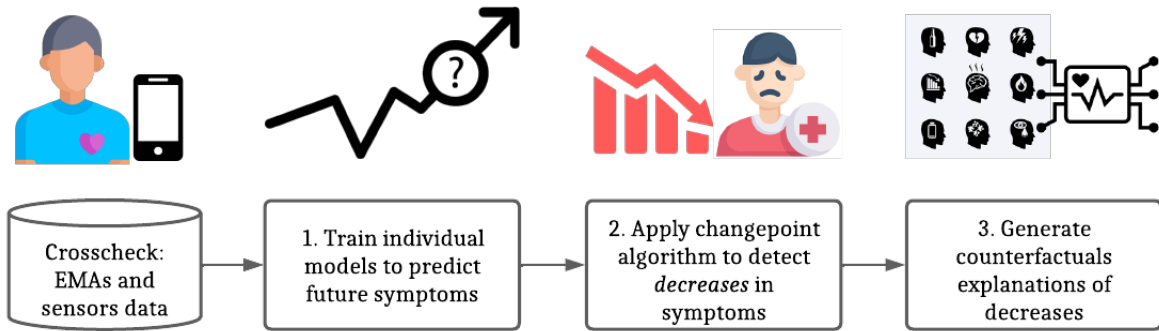 ?
Crosscheck:
EMAs and
sensors data
1. Train individual
models to predict
future symptoms
2. Apply changepoint
algorithm to detect
decreases in
symptoms
3. Generate
counterfactuals
explanations of
decreases